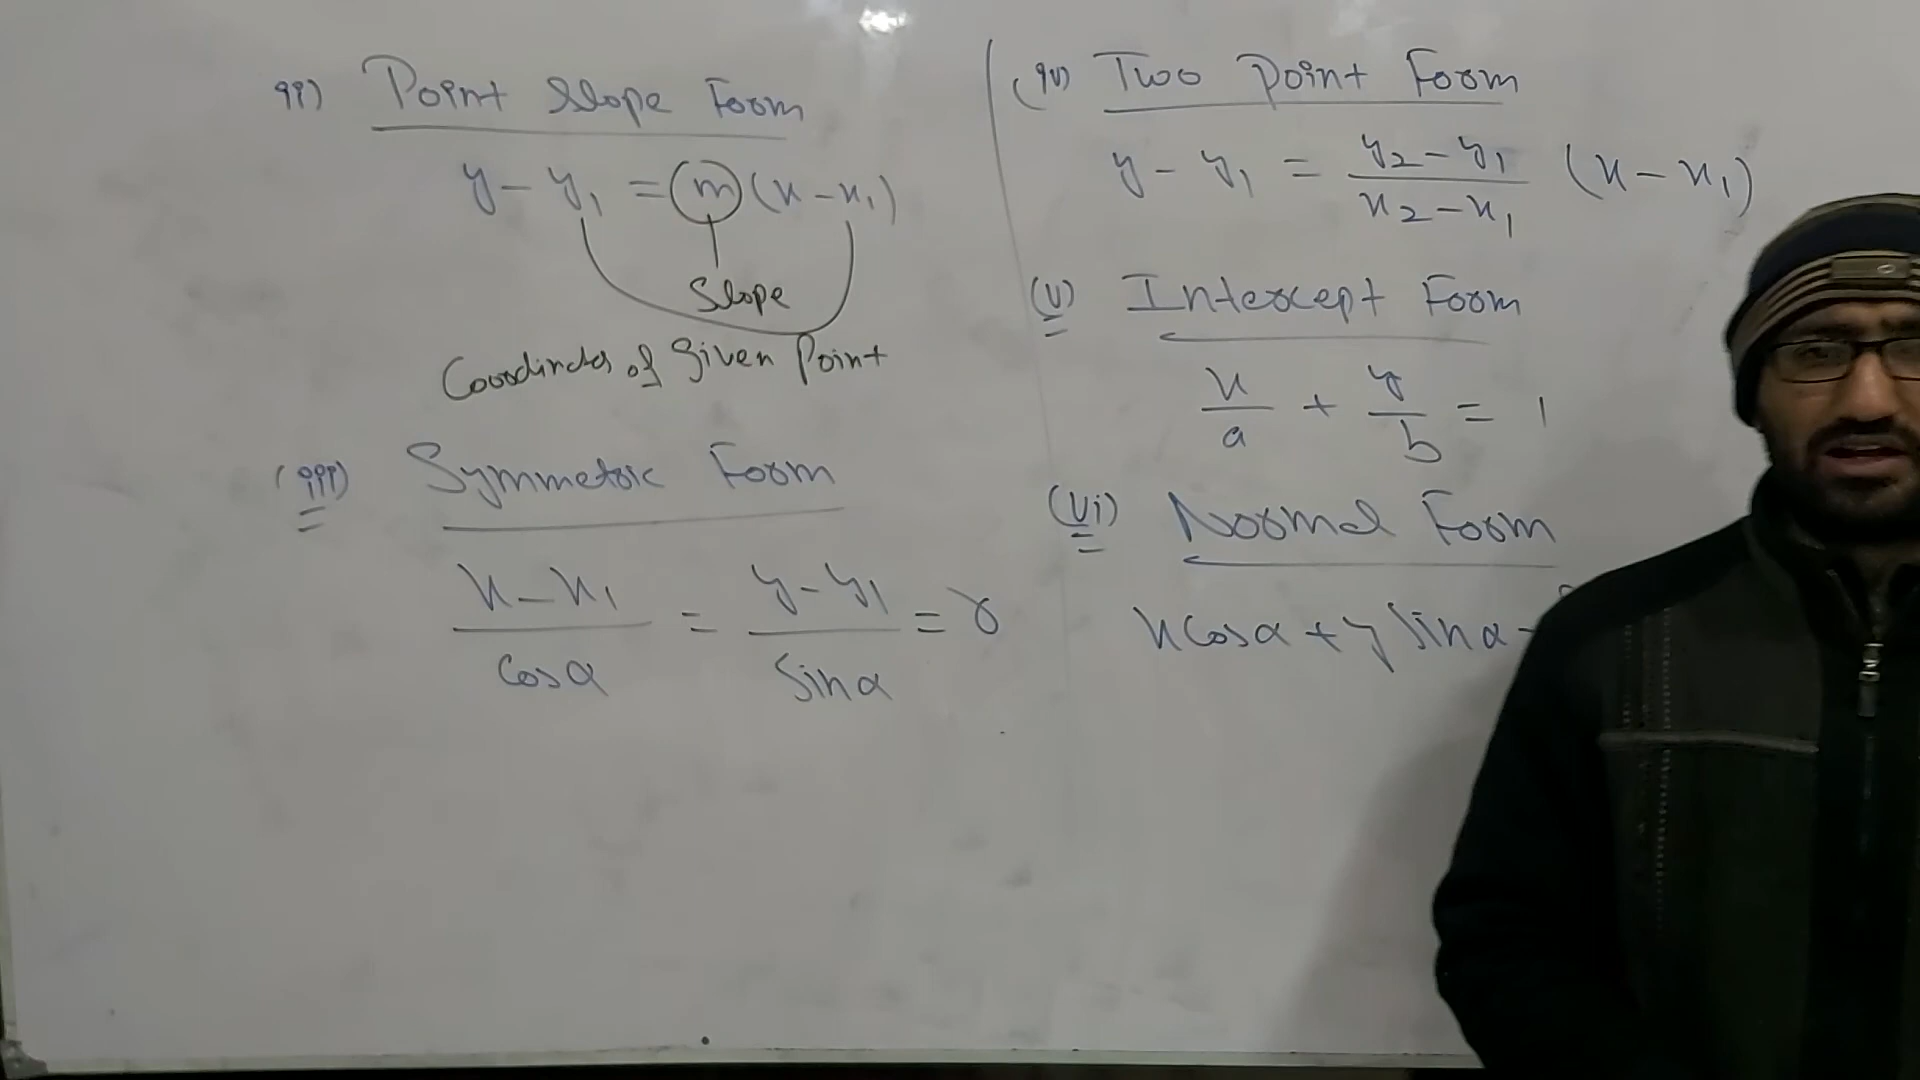 ii) Point Slope Form
y - y₁ = m (x - x₁)
Slope
Coordinates of Given Point
(iii) Symmetric Form
x - x₁ / cosα = y - y₁ / sinα = r
(iv) Two Point Form
y - y₁ = y₂ - y₁ / x₂ - x₁ (x - x₁)
(v) Intercept Form
x/a + y/b = 1
(vi) Normal Form
x cosα + y sinα =